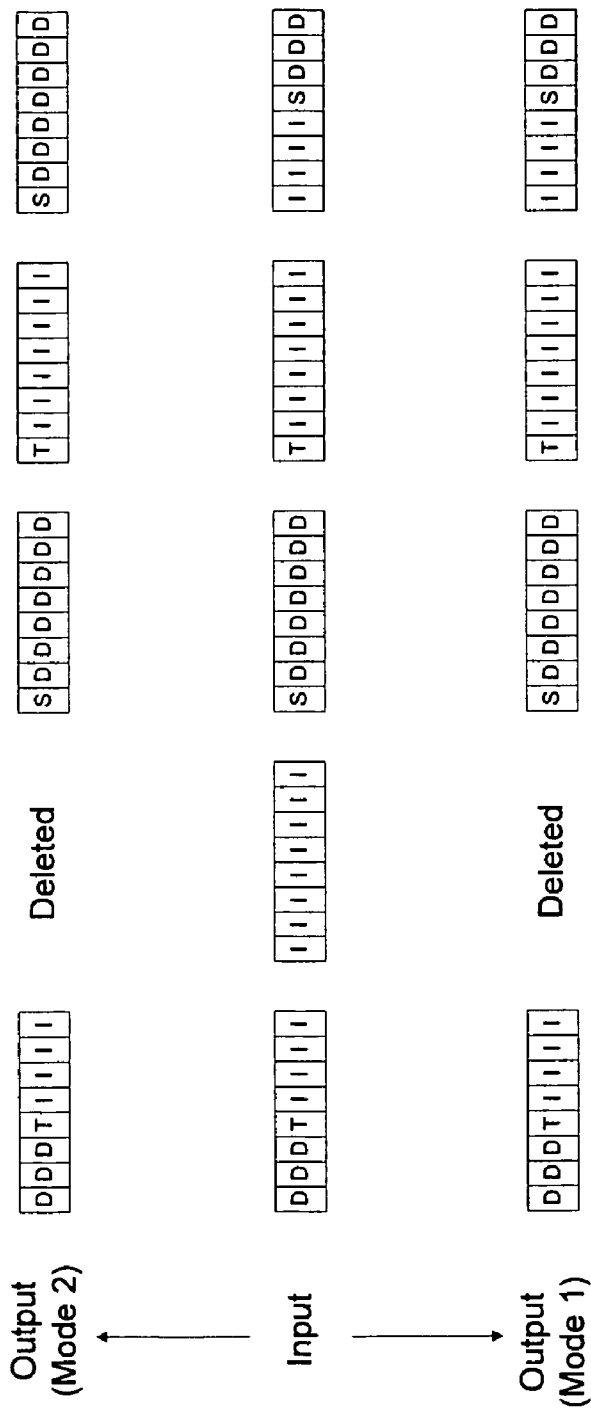 Output
(Mode 2)
D D D T I I I I
Deleted
S D D D D D D D
T I I I I I I I
S D D D D D D D
Input
D D D T I I I I
I I I I I I I I
S D D D D D D D
T I I I I I I I
I I I I S D D D
Output
(Mode 1)
D D D T I I I I
Deleted
S D D D D D D D
T I I I I I I I
I I I I S D D D